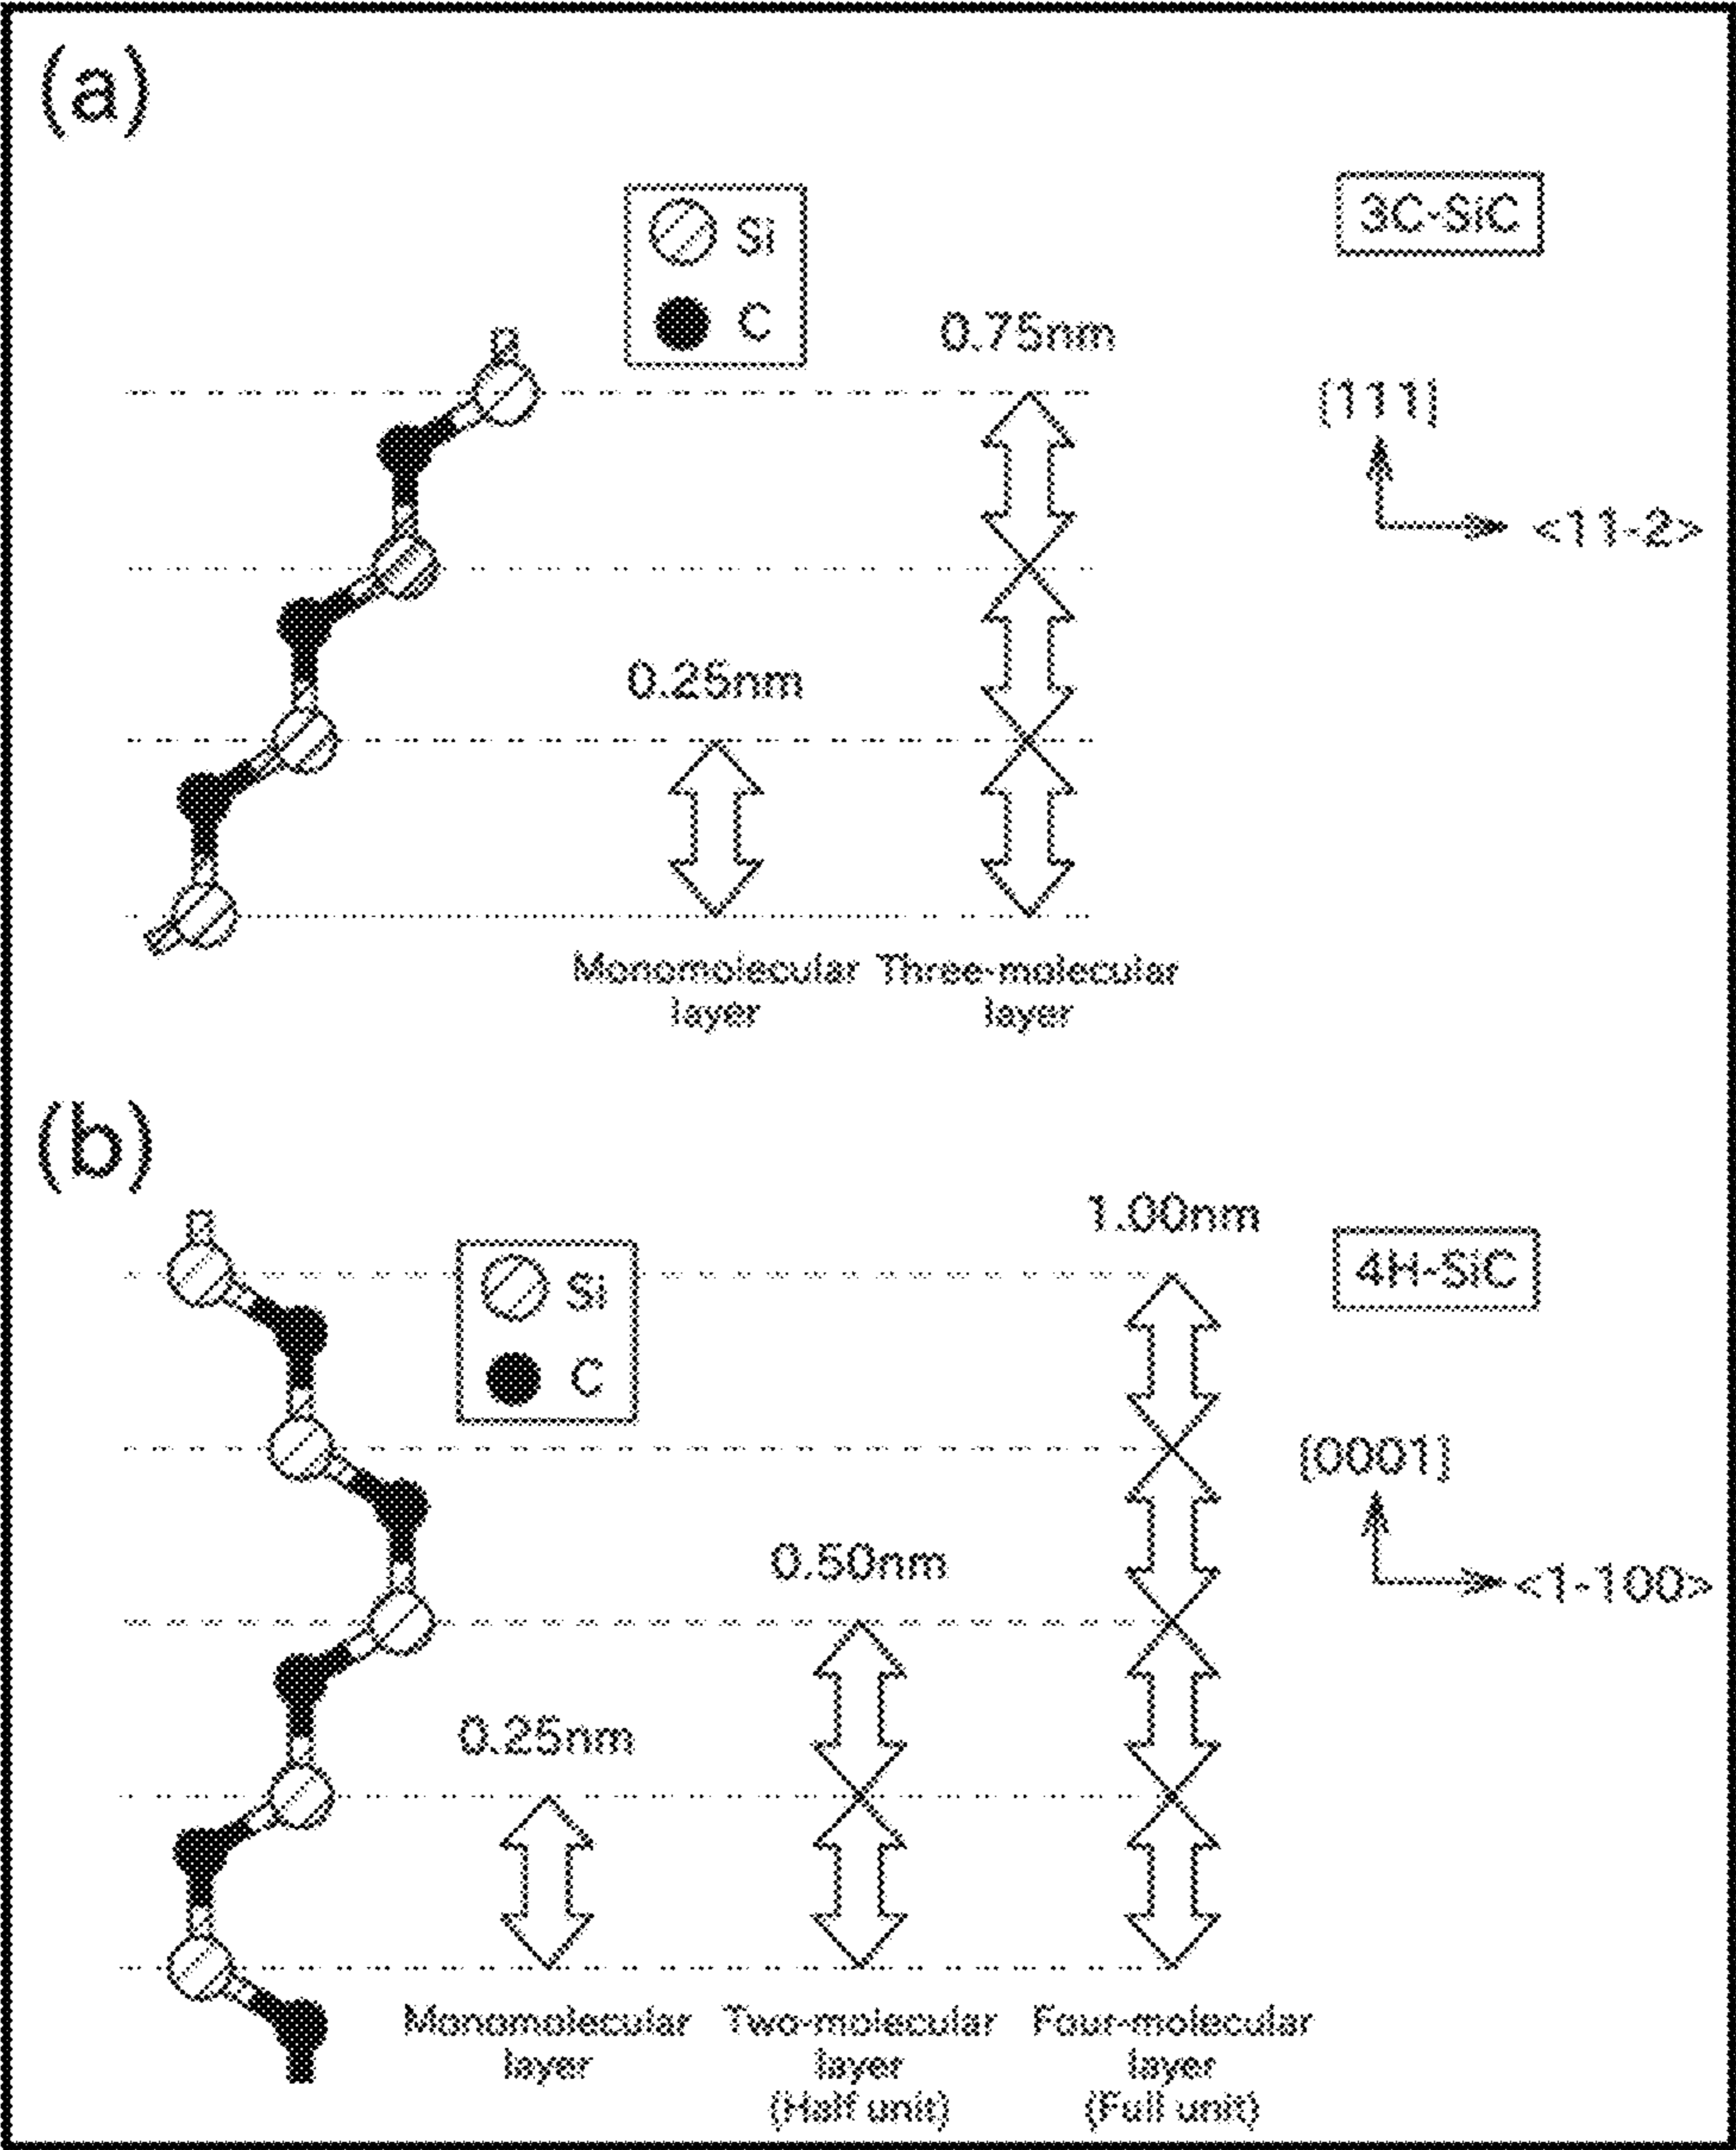 (a)
Si
C
3C-SiC
0.75nm
[111]
<11-2>
0.25nm
Monomolecular layer
Three-molecular layer
(b)
1.00nm
Si
C
4H-SiC
[0001]
<1-100>
0.50nm
0.25nm
Monomolecular layer
Two-molecular layer (Half unit)
Four-molecular layer (Full unit)